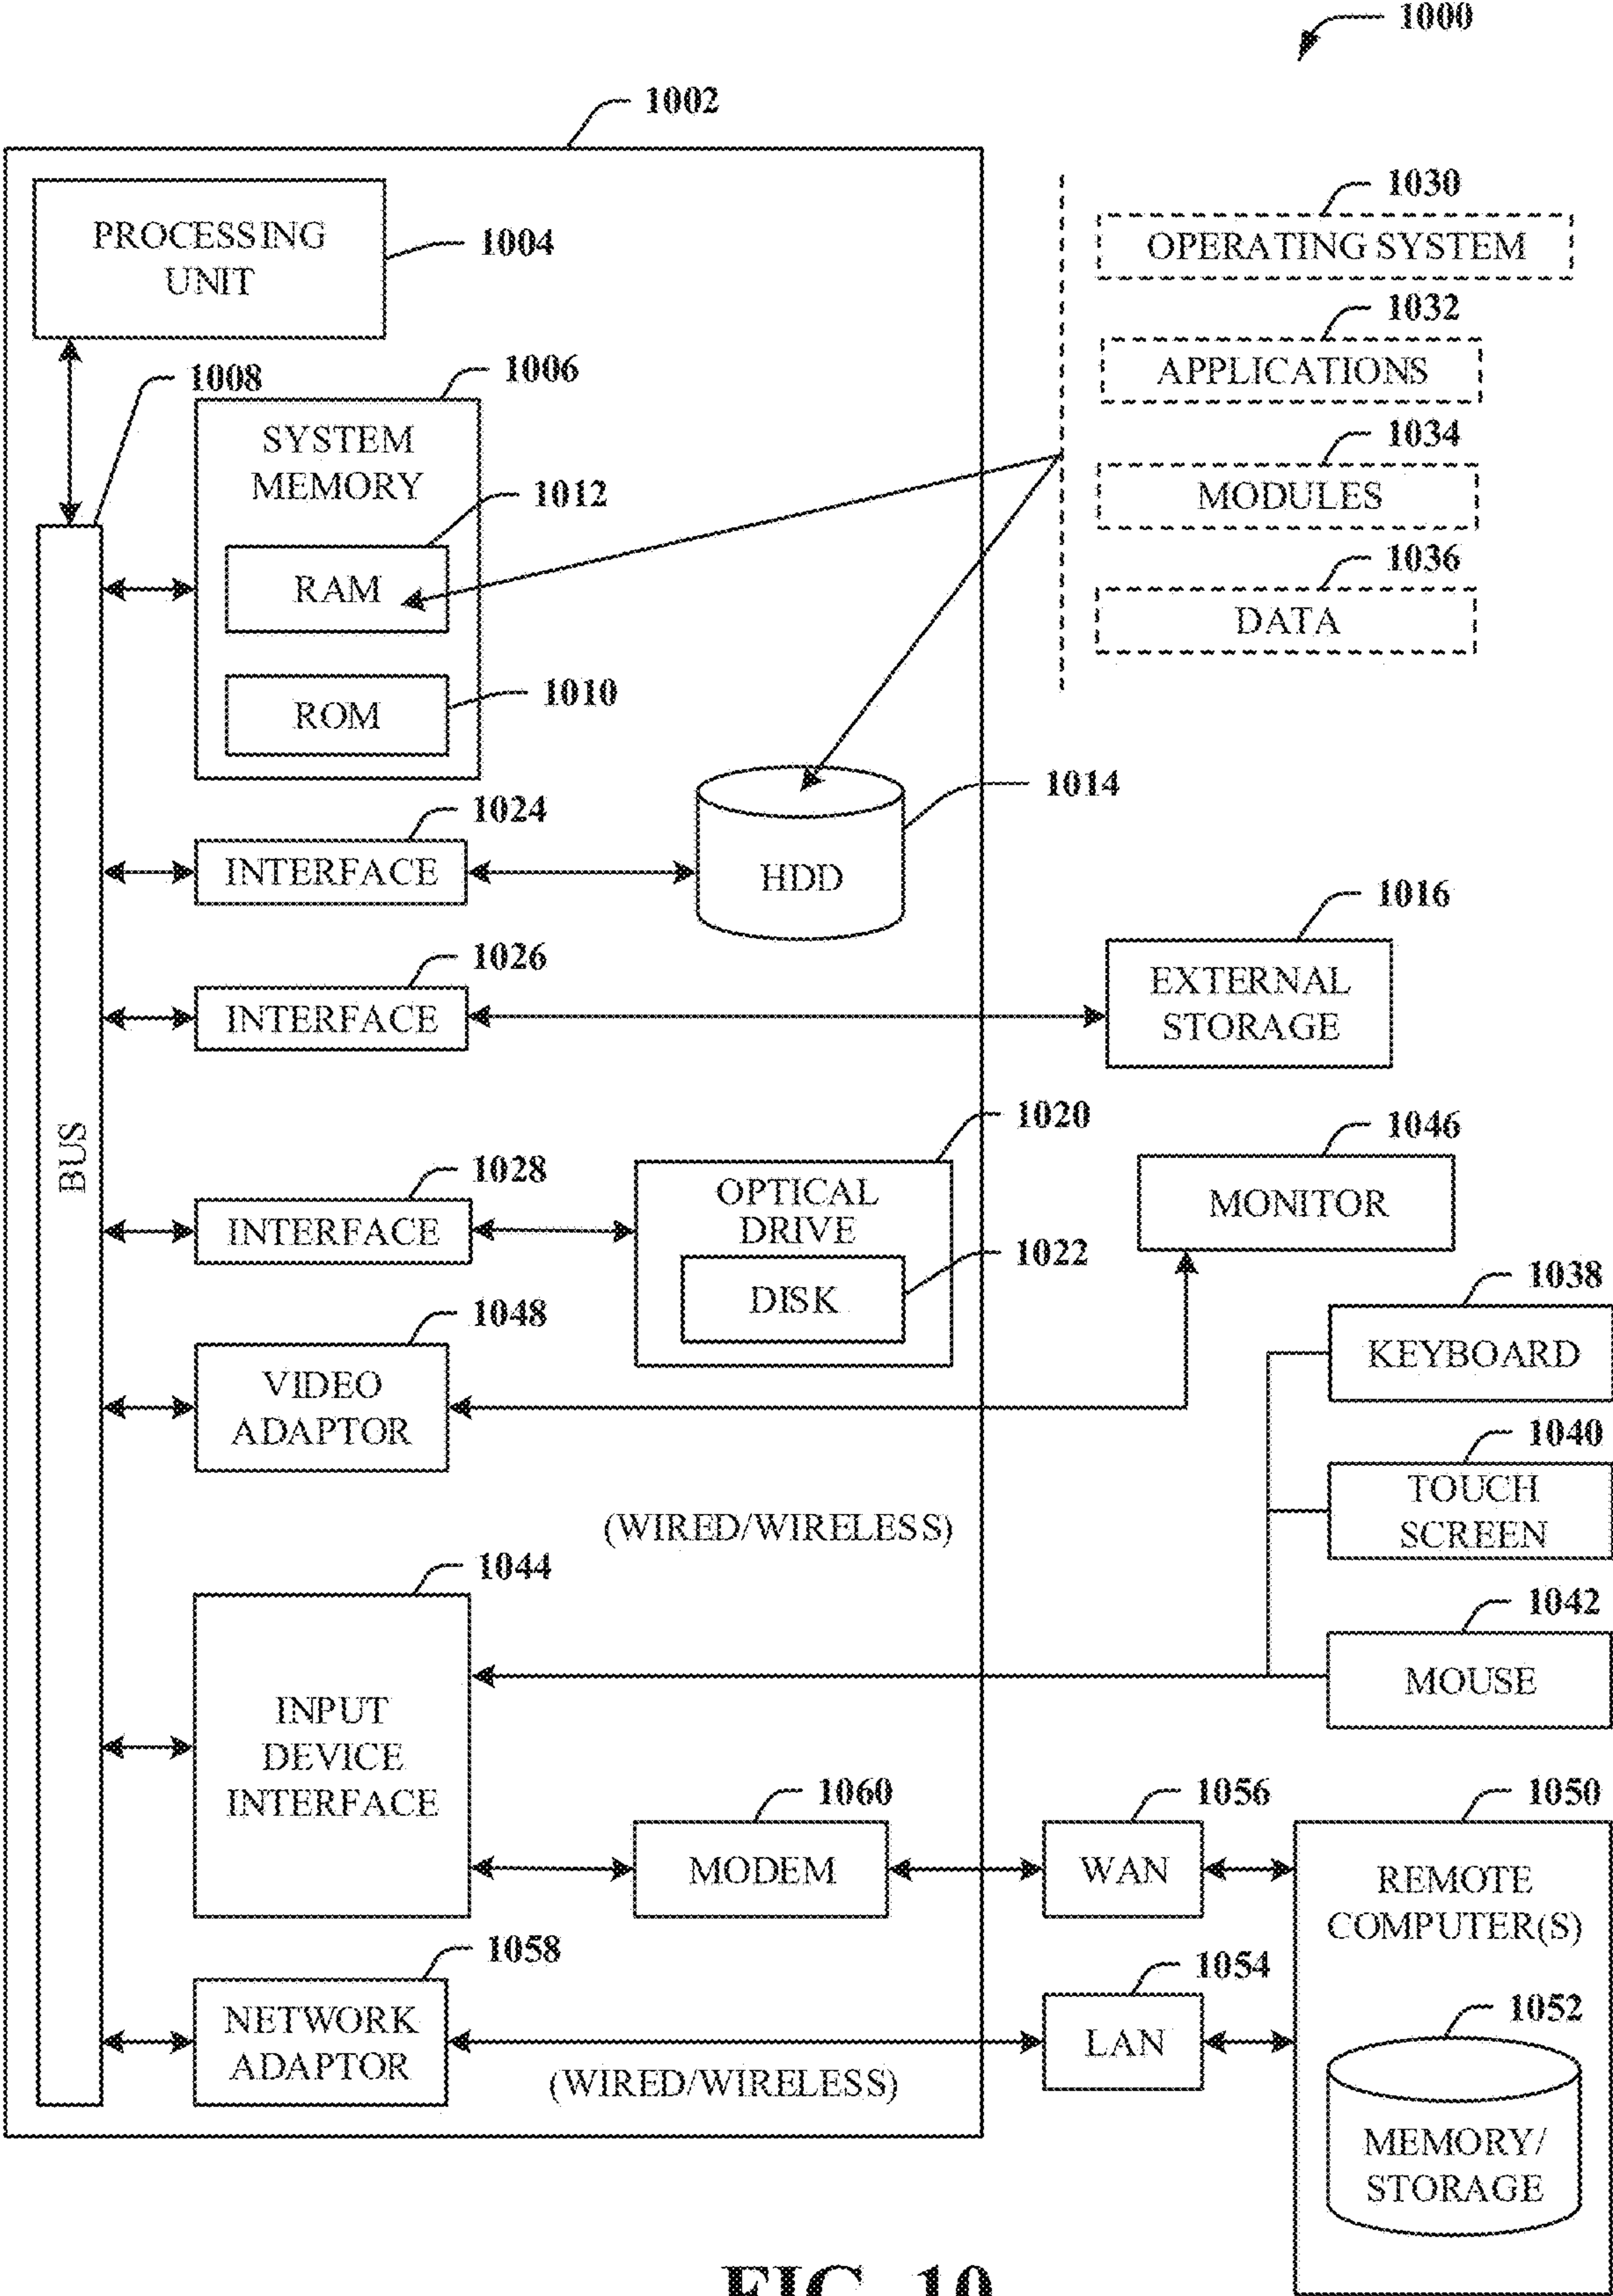 1000
1002
PROCESSING
UNIT
1004
1030
OPERATING SYSTEM
1032
APPLICATIONS
1034
MODULES
1036
DATA
1008
1006
SYSTEM
MEMORY
1012
RAM
1010
ROM
1024
INTERFACE
1014
HDD
1026
INTERFACE
1016
EXTERNAL
STORAGE
BUS
1028
INTERFACE
1020
OPTICAL
DRIVE
1022
DISK
1046
MONITOR
1048
VIDEO
ADAPTOR
1038
KEYBOARD
1040
TOUCH
SCREEN
(WIRED/WIRELESS)
1042
MOUSE
1044
INPUT
DEVICE
INTERFACE
1060
MODEM
1056
WAN
1050
REMOTE
COMPUTER(S)
1058
NETWORK
ADAPTOR
(WIRED/WIRELESS)
1054
LAN
1052
MEMORY/
STORAGE
FIG. 10